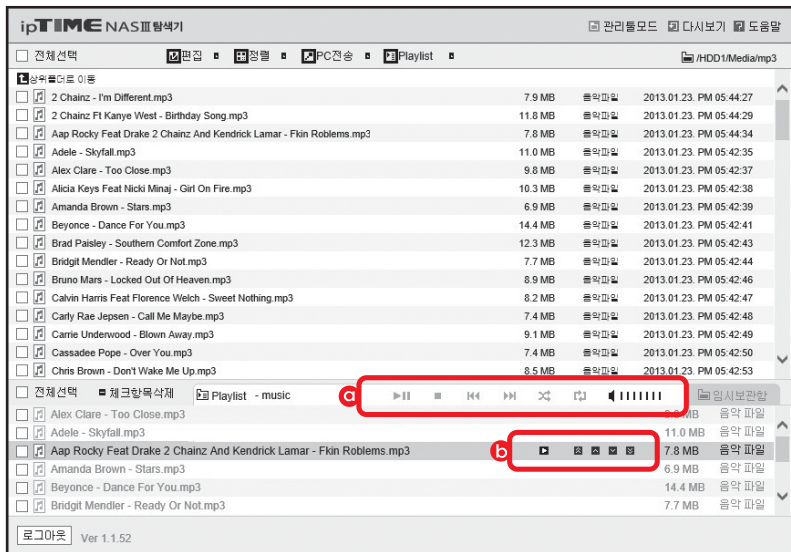 ipTIME NASⅢ탐색기 관리툴모드 다시보기 도움말
전체선택 편집 정렬 PC전송 Playlist /HDD1/Media/mp3
상위폴더로 이동
2 Chainz - I'm Different.mp3 7.9 MB 음악파일 2013.01.23. PM 05:44:27
2 Chainz Ft Kanye West - Birthday Song.mp3 11.8 MB 음악파일 2013.01.23. PM 05:44:29
Aap Rocky Feat Drake 2 Chainz And Kendrick Lamar - Fkin Roblems.mp3 7.8 MB 음악파일 2013.01.23. PM 05:44:34
Adele - Skyfall.mp3 11.0 MB 음악파일 2013.01.23. PM 05:42:35
Alex Clare - Too Close.mp3 9.8 MB 음악파일 2013.01.23. PM 05:42:37
Alicia Keys Feat Nicki Minaj - Girl On Fire.mp3 10.3 MB 음악파일 2013.01.23. PM 05:42:38
Amanda Brown - Stars.mp3 6.9 MB 음악파일 2013.01.23. PM 05:42:39
Beyonce - Dance For You.mp3 14.4 MB 음악파일 2013.01.23. PM 05:42:41
Brad Paisley - Southern Comfort Zone.mp3 12.3 MB 음악파일 2013.01.23. PM 05:42:43
Bridgit Mendler - Ready Or Not.mp3 7.7 MB 음악파일 2013.01.23. PM 05:42:44
Bruno Mars - Locked Out Of Heaven.mp3 8.9 MB 음악파일 2013.01.23. PM 05:42:46
Calvin Harris Feat Florence Welch - Sweet Nothing.mp3 8.2 MB 음악파일 2013.01.23. PM 05:42:47
Carly Rae Jepsen - Call Me Maybe.mp3 7.4 MB 음악파일 2013.01.23. PM 05:42:48
Carrie Underwood - Blown Away.mp3 9.1 MB 음악파일 2013.01.23. PM 05:42:49
Cassadee Pope - Over You.mp3 7.4 MB 음악파일 2013.01.23. PM 05:42:50
Chris Brown - Don't Wake Me Up.mp3 8.5 MB 음악파일 2013.01.23. PM 05:42:53
전체선택 체크항목삭제 Playlist - music ⓐ 임시보관함
Alex Clare - Too Close.mp3 MB 음악 파일
Adele - Skyfall.mp3 11.0 MB 음악 파일
Aap Rocky Feat Drake 2 Chainz And Kendrick Lamar - Fkin Roblems.mp3 ⓑ 7.8 MB 음악 파일
Amanda Brown - Stars.mp3 6.9 MB 음악 파일
Beyonce - Dance For You.mp3 14.4 MB 음악 파일
Bridgit Mendler - Ready Or Not.mp3 7.7 MB 음악 파일
로그아웃 Ver 1.1.52